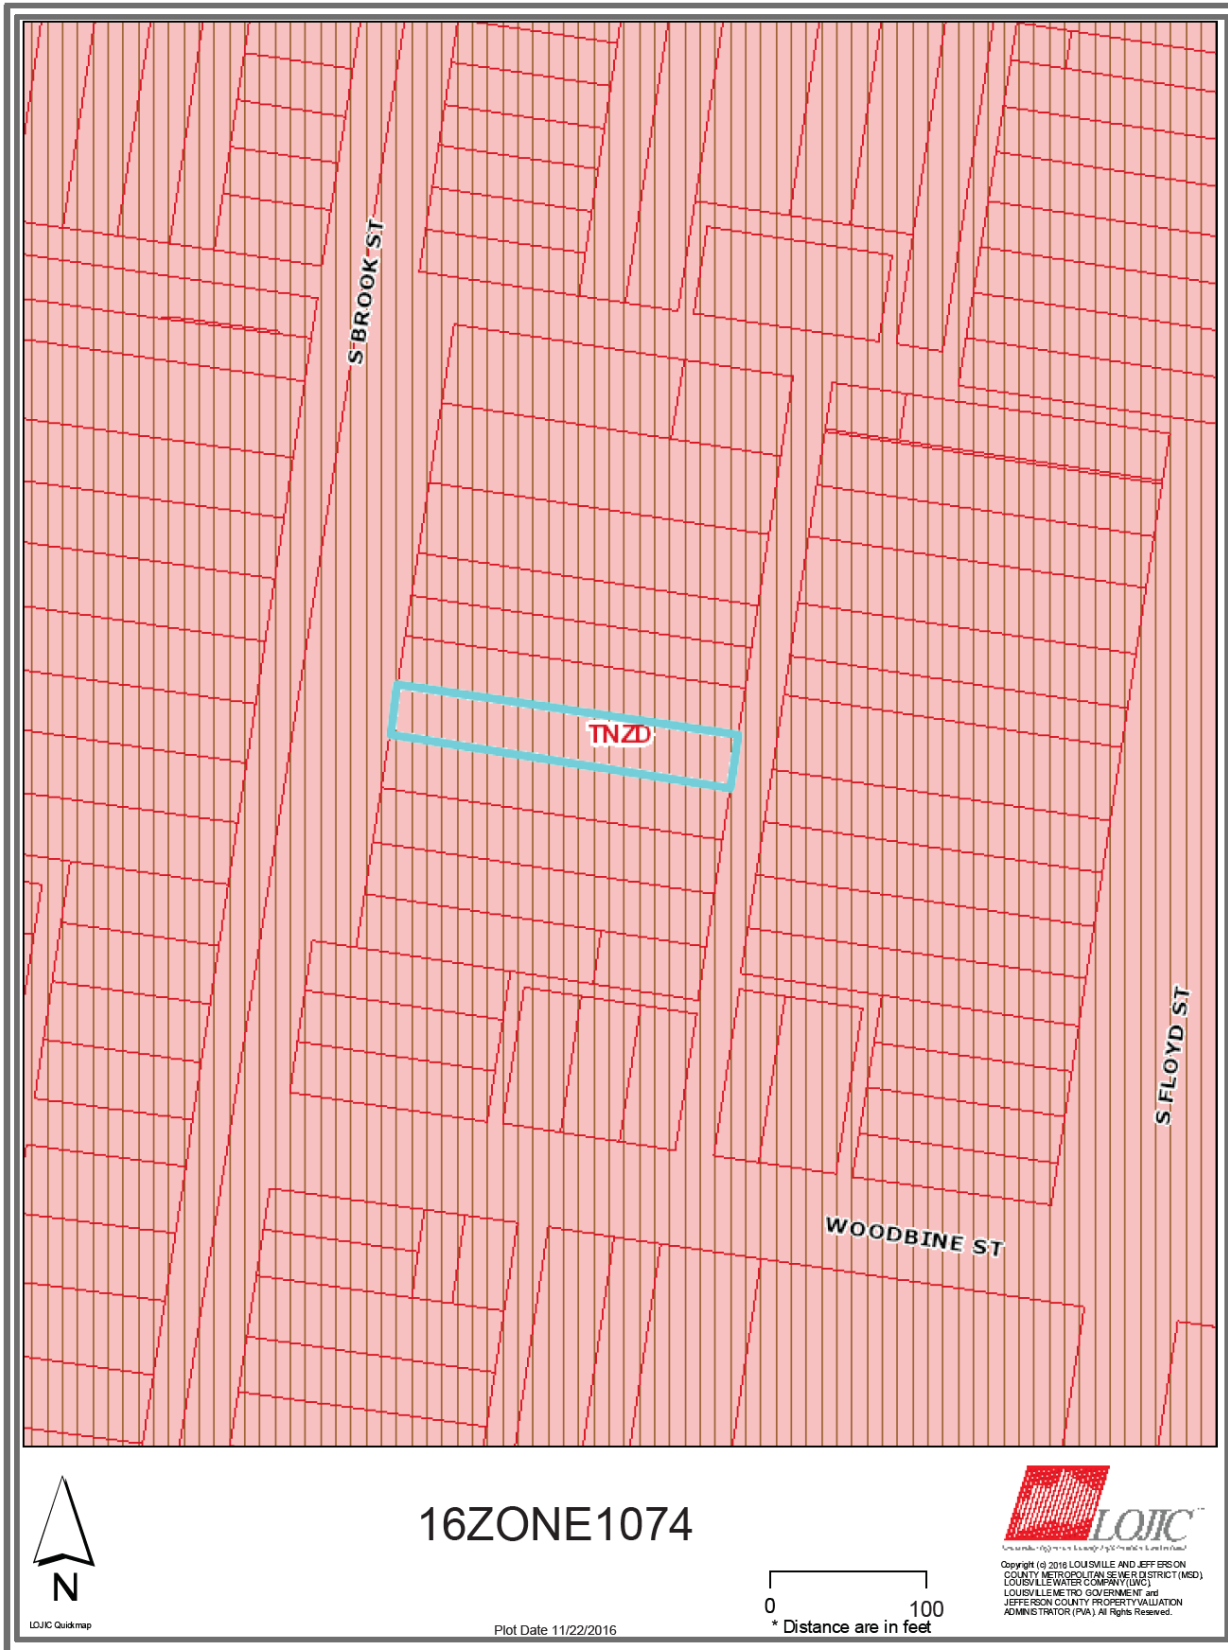 S BROOK ST
TNZD
S FLOYD ST
WOODBINE ST
N
LOJIC Quickmap
16ZONE1074
Plot Date 11/22/2016
0 100
* Distance are in feet
LOJIC
Copyright (c) 2016 LOUISVILLE AND JEFFERSON
COUNTY METROPOLITAN SEWER DISTRICT (MSD),
LOUISVILLE WATER COMPANY (LWC),
LOUISVILLE METRO GOVERNMENT and
JEFFERSON COUNTY PROPERTY VALUATION
ADMINISTRATOR (PVA) All Rights Reserved.